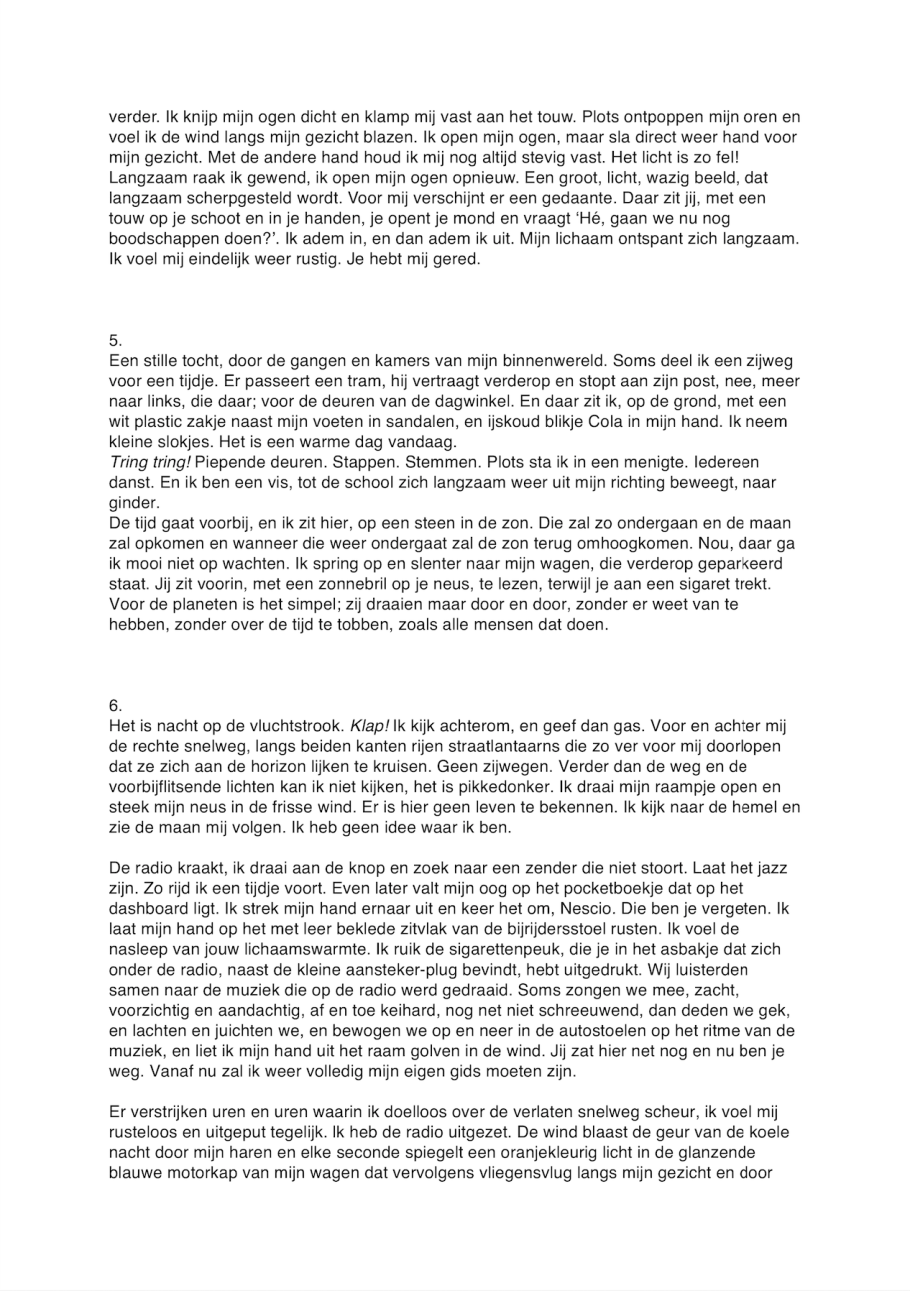 verder. Ik knijp mijn ogen dicht en klamp mij vast aan het touw. Plots ontpoppen mijn oren en
voel ik de wind langs mijn gezicht blazen. Ik open mijn ogen, maar sla direct weer hand voor
mijn gezicht. Met de andere hand houd ik mij nog altijd stevig vast. Het licht is zo fel!
Langzaam raak ik gewend, ik open mijn ogen opnieuw. Een groot, licht, wazig beeld, dat
langzaam scherpgesteld wordt. Voor mij verschijnt er een gedaante. Daar zit jij, met een
touw op je schoot en in je handen, je opent je mond en vraagt ‘Hé, gaan we nu nog
boodschappen doen?’. Ik adem in, en dan adem ik uit. Mijn lichaam ontspant zich langzaam.
Ik voel mij eindelijk weer rustig. Je hebt mij gered.
5.
Een stille tocht, door de gangen en kamers van mijn binnenwereld. Soms deel ik een zijweg
voor een tijdje. Er passeert een tram, hij vertraagt verderop en stopt aan zijn post, nee, meer
naar links, die daar; voor de deuren van de dagwinkel. En daar zit ik, op de grond, met een
wit plastic zakje naast mijn voeten in sandalen, en ijskoud blikje Cola in mijn hand. Ik neem
kleine slokjes. Het is een warme dag vandaag.
Tring tring! Piepende deuren. Stappen. Stemmen. Plots sta ik in een menigte. Iedereen
danst. En ik ben een vis, tot de school zich langzaam weer uit mijn richting beweegt, naar
ginder.
De tijd gaat voorbij, en ik zit hier, op een steen in de zon. Die zal zo ondergaan en de maan
zal opkomen en wanneer die weer ondergaat zal de zon terug omhoogkomen. Nou, daar ga
ik mooi niet op wachten. Ik spring op en slenter naar mijn wagen, die verderop geparkeerd
staat. Jij zit voorin, met een zonnebril op je neus, te lezen, terwijl je aan een sigaret trekt.
Voor de planeten is het simpel; zij draaien maar door en door, zonder er weet van te
hebben, zonder over de tijd te tobben, zoals alle mensen dat doen.
6.
Het is nacht op de vluchtstrook. Klap! Ik kijk achterom, en geef dan gas. Voor en achter mij
de rechte snelweg, langs beiden kanten rijen straatlantaarns die zo ver voor mij doorlopen
dat ze zich aan de horizon lijken te kruisen. Geen zijwegen. Verder dan de weg en de
voorbijflitsende lichten kan ik niet kijken, het is pikkedonker. Ik draai mijn raampje open en
steek mijn neus in de frisse wind. Er is hier geen leven te bekennen. Ik kijk naar de hemel en
zie de maan mij volgen. Ik heb geen idee waar ik ben.
De radio kraakt, ik draai aan de knop en zoek naar een zender die niet stoort. Laat het jazz
zijn. Zo rijd ik een tijdje voort. Even later valt mijn oog op het pocketboekje dat op het
dashboard ligt. Ik strek mijn hand ernaar uit en keer het om, Nescio. Die ben je vergeten. Ik
laat mijn hand op het met leer beklede zitvlak van de bijrijdersstoel rusten. Ik voel de
nasleep van jouw lichaamswarmte. Ik ruik de sigarettenpeuk, die je in het asbakje dat zich
onder de radio, naast de kleine aansteker-plug bevindt, hebt uitgedrukt. Wij luisterden
samen naar de muziek die op de radio werd gedraaid. Soms zongen we mee, zacht,
voorzichtig en aandachtig, af en toe keihard, nog net niet schreeuwend, dan deden we gek,
en lachten en juichten we, en bewogen we op en neer in de autostoelen op het ritme van de
muziek, en liet ik mijn hand uit het raam golven in de wind. Jij zat hier net nog en nu ben je
weg. Vanaf nu zal ik weer volledig mijn eigen gids moeten zijn.
Er verstrijken uren en uren waarin ik doelloos over de verlaten snelweg scheur, ik voel mij
rusteloos en uitgeput tegelijk. Ik heb de radio uitgezet. De wind blaast de geur van de koele
nacht door mijn haren en elke seconde spiegelt een oranjekleurig licht in de glanzende
blauwe motorkap van mijn wagen dat vervolgens vliegensvlug langs mijn gezicht en door